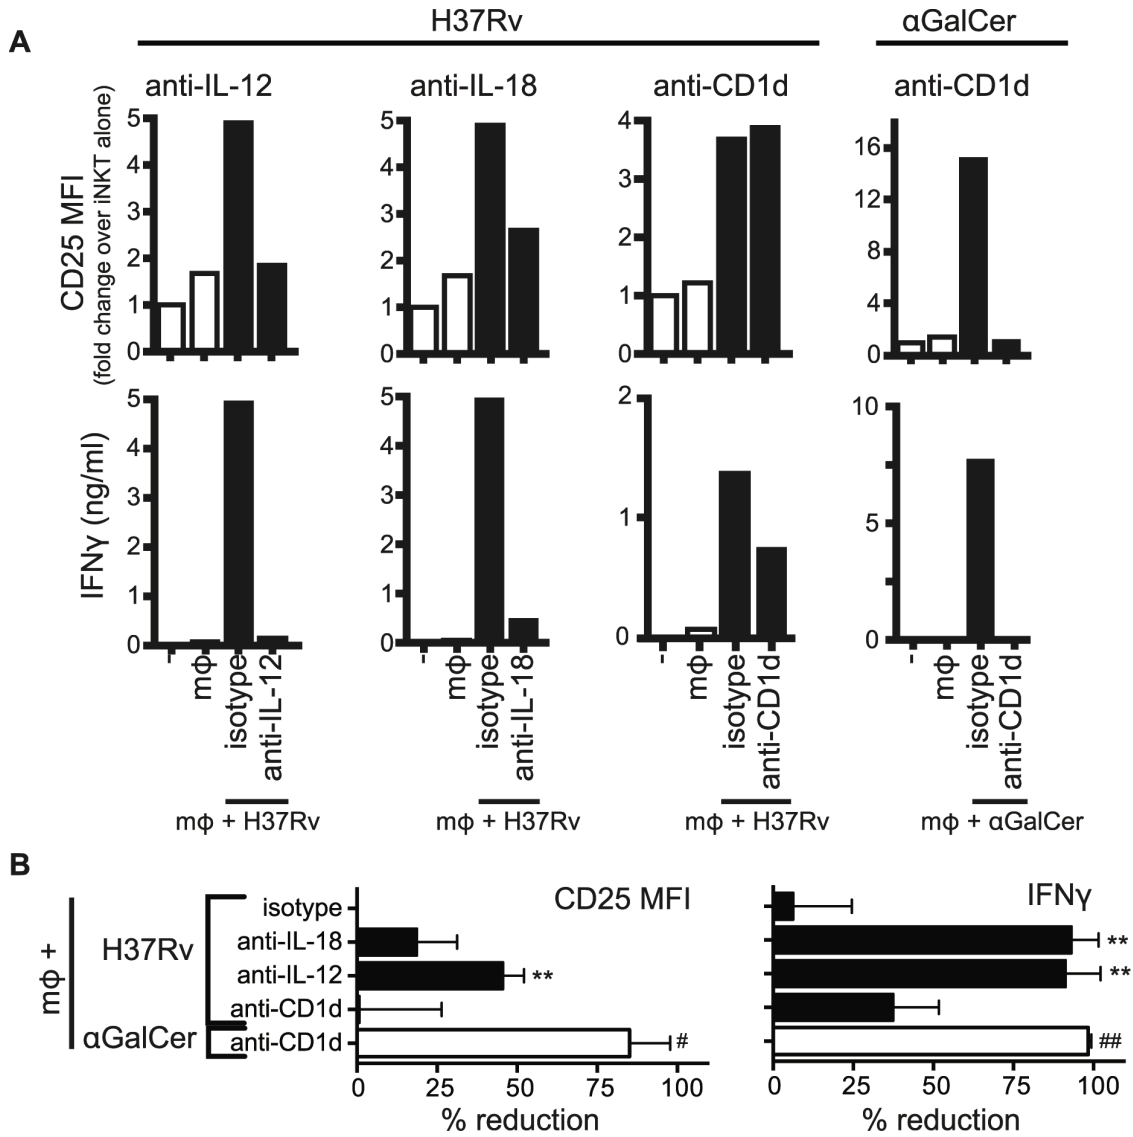 A
H37Rv
αGalCer
anti-IL-12
anti-IL-18
anti-CD1d
anti-CD1d
CD25 MFI
(fold change over iNKT alone)
5
4
3
2
1
0
5
4
3
2
1
0
4
3
2
1
0
16
12
8
4
0
IFNγ (ng/ml)
5
4
3
2
1
0
5
4
3
2
1
0
2
1
0
10
5
0
-
mϕ
isotype
anti-IL-12
-
mϕ
isotype
anti-IL-18
-
mϕ
isotype
anti-CD1d
-
mϕ
isotype
anti-CD1d
mϕ + H37Rv
mϕ + H37Rv
mϕ + H37Rv
mϕ + αGalCer
B
mϕ +
H37Rv
αGalCer
isotype
anti-IL-18
anti-IL-12
anti-CD1d
anti-CD1d
CD25 MFI
**
#
0 25 50 75 100
% reduction
IFNγ
**
**
##
0 25 50 75 100
% reduction